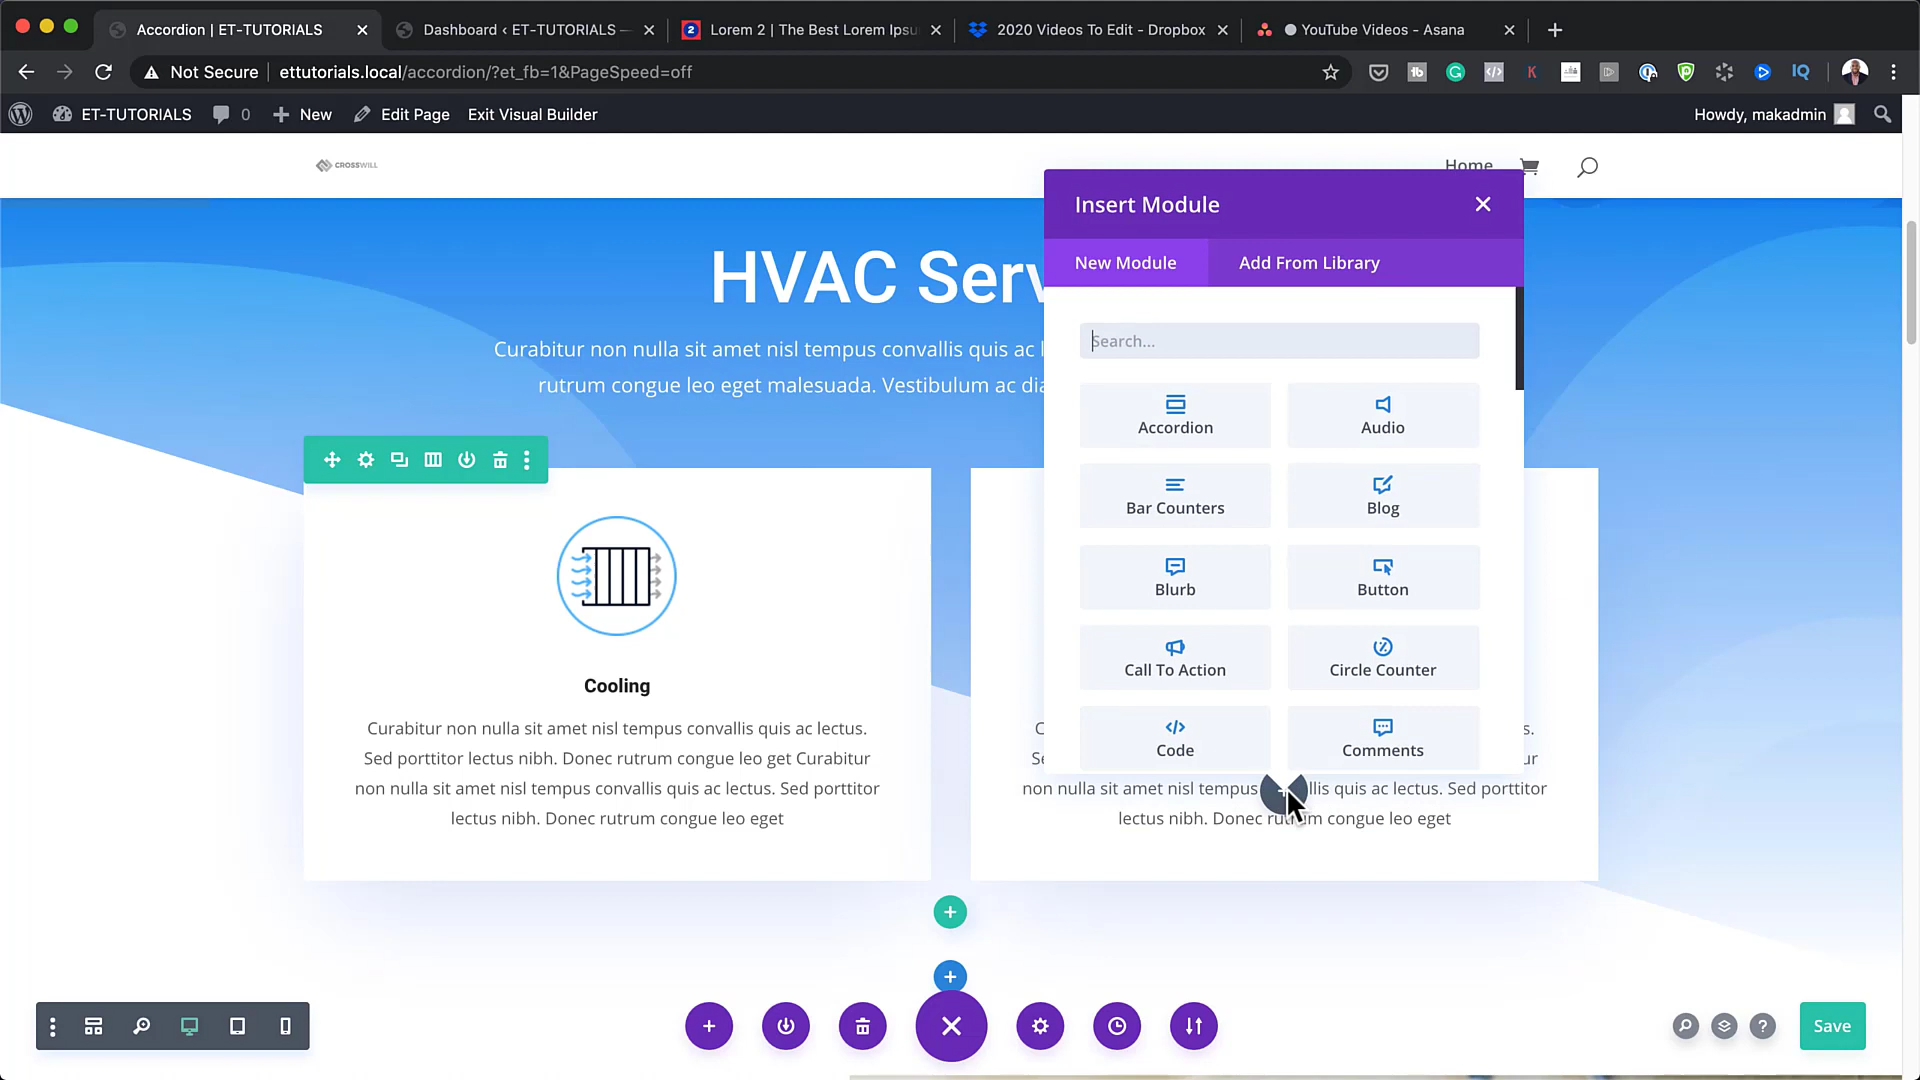 Accordion | ET-TUTORIALS
Dashboard ‹ ET-TUTORIALS —
2 Lorem 2 | The Best Lorem Ipsu
2020 Videos To Edit - Dropbox
YouTube Videos - Asana
Not Secure ettutorials.local/accordion/?et_fb=1&PageSpeed=off
ET-TUTORIALS 0 New Edit Page Exit Visual Builder Howdy, makadmin
CROSSWILL
Home
Insert Module
New Module Add From Library
Search...
Accordion Audio
Bar Counters Blog
Blurb Button
Call To Action Circle Counter
Code Comments
HVAC Serv
Curabitur non nulla sit amet nisl tempus convallis quis ac l
rutrum congue leo eget malesuada. Vestibulum ac dia
Cooling
Curabitur non nulla sit amet nisl tempus convallis quis ac lectus.
Sed porttitor lectus nibh. Donec rutrum congue leo get Curabitur
non nulla sit amet nisl tempus convallis quis ac lectus. Sed porttitor
lectus nibh. Donec rutrum congue leo eget
non nulla sit amet nisl tempus llis quis ac lectus. Sed porttitor
lectus nibh. Donec rutrum congue leo eget
Save